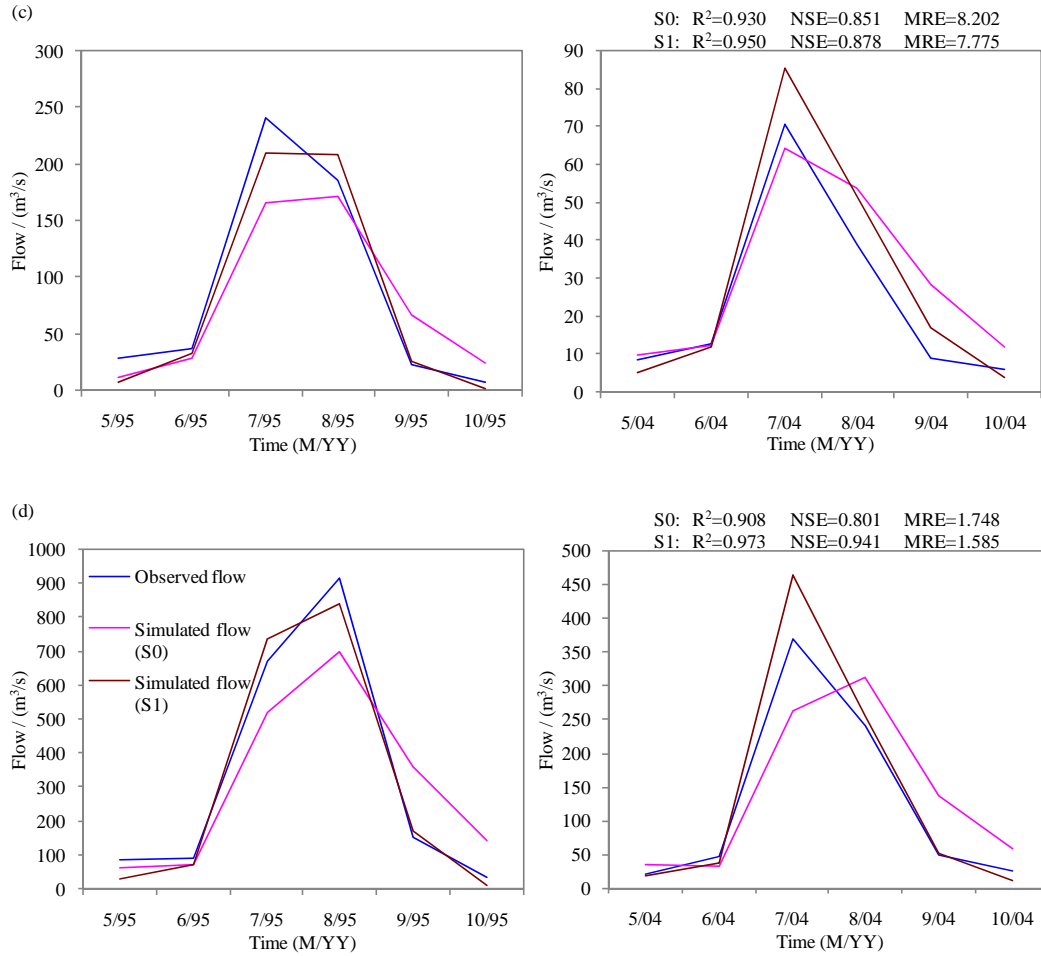 (c)
S0: R²=0.930 NSE=0.851 MRE=8.202
S1: R²=0.950 NSE=0.878 MRE=7.775
Flow / (m³/s)
300
250
200
150
100
50
0
5/95 6/95 7/95 8/95 9/95 10/95
Time (M/YY)
Flow / (m³/s)
90
80
70
60
50
40
30
20
10
0
5/04 6/04 7/04 8/04 9/04 10/04
Time (M/YY)
(d)
S0: R²=0.908 NSE=0.801 MRE=1.748
S1: R²=0.973 NSE=0.941 MRE=1.585
Flow / (m³/s)
1000
900
800
700
600
500
400
300
200
100
0
Observed flow
Simulated flow
(S0)
Simulated flow
(S1)
5/95 6/95 7/95 8/95 9/95 10/95
Time (M/YY)
Flow / (m³/s)
500
450
400
350
300
250
200
150
100
50
0
5/04 6/04 7/04 8/04 9/04 10/04
Time (M/YY)